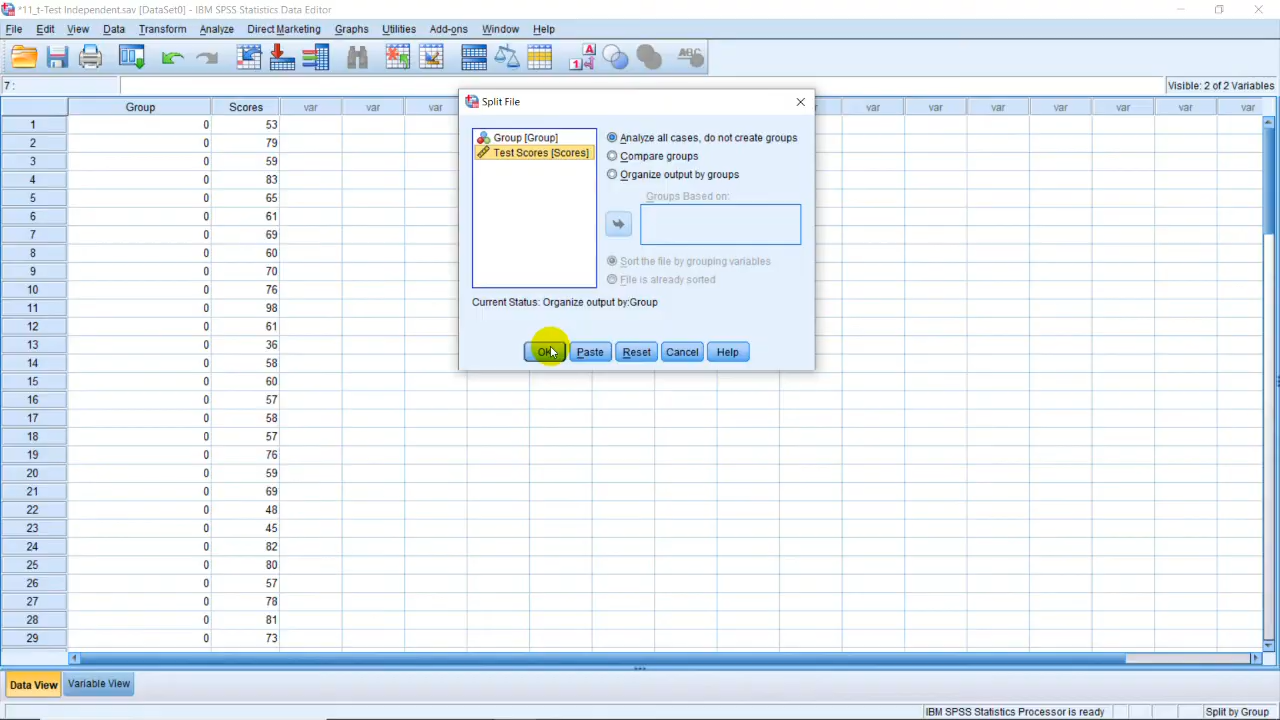 *11_t-Test Independent.sav [DataSet0] - IBM SPSS Statistics Data Editor
File Edit View Data Transform Analyze Direct Marketing Graphs Utilities Add-ons Window Help
7 :
Visible: 2 of 2 Variables
Group Scores var var var var var var var var var var
1 0 53
2 0 79
3 0 59
4 0 83
5 0 65
6 0 61
7 0 69
8 0 60
9 0 70
10 0 76
11 0 98
12 0 61
13 0 36
14 0 58
15 0 60
16 0 57
17 0 58
18 0 57
19 0 76
20 0 59
21 0 69
22 0 48
23 0 45
24 0 82
25 0 80
26 0 57
27 0 78
28 0 81
29 0 73
Split File
Group [Group]
Test Scores [Scores]
Analyze all cases, do not create groups
Compare groups
Organize output by groups
Groups Based on:
Sort the file by grouping variables
File is already sorted
Current Status: Organize output by:Group
OK Paste Reset Cancel Help
Data View Variable View
IBM SPSS Statistics Processor is ready Split by Group